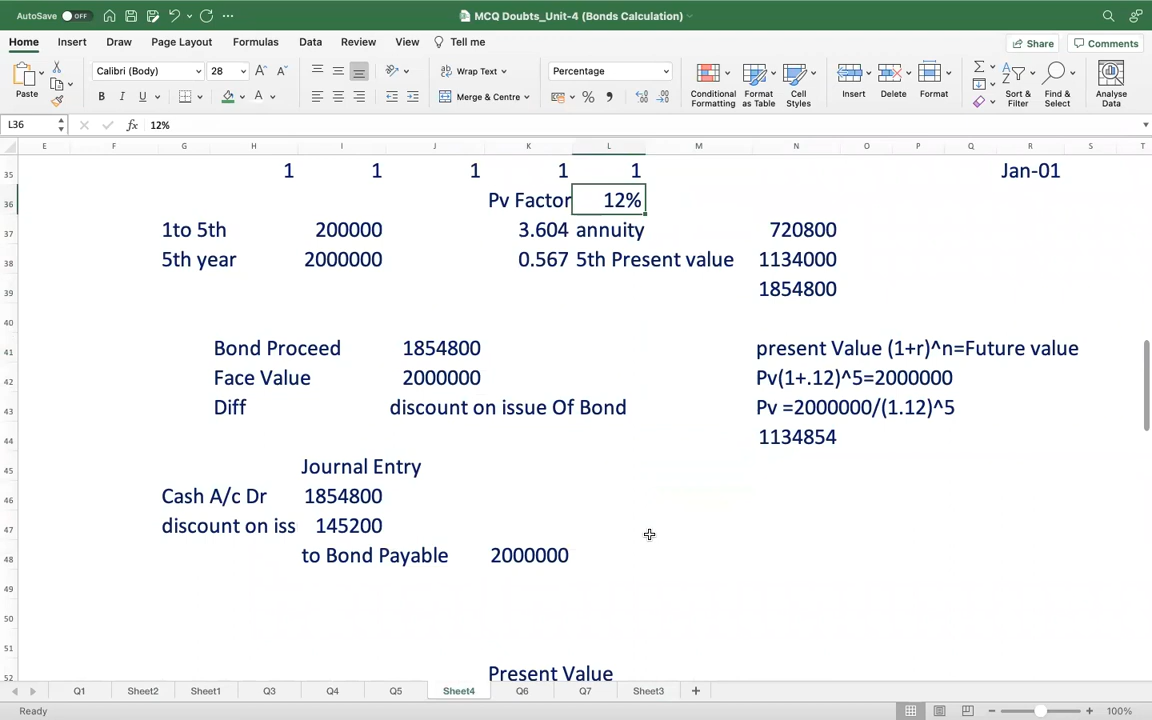 AutoSave OFF MCQ Doubts_Unit-4 (Bonds Calculation)
Home Insert Draw Page Layout Formulas Data Review View Tell me Share Comments
Paste Calibri (Body) 28 Wrap Text Percentage Conditional Formatting Format as Table Cell Styles Insert Delete Format Sort & Filter Find & Select Analyse Data
B I U Merge & Centre
L36 fx 12%
E F G H I J K L M N O P Q R S T
35 1 1 1 1 1 Jan-01
36 Pv Factor 12%
37 1to 5th 200000 3.604 annuity 720800
38 5th year 2000000 0.567 5th Present value 1134000
39 1854800
40
41 Bond Proceed 1854800 present Value (1+r)^n=Future value
42 Face Value 2000000 Pv(1+.12)^5=2000000
43 Diff discount on issue Of Bond Pv =2000000/(1.12)^5
44 1134854
45 Journal Entry
46 Cash A/c Dr 1854800
47 discount on iss 145200
48 to Bond Payable 2000000
49
50
51
52 Present Value
Q1 Sheet2 Sheet1 Q3 Q4 Q5 Sheet4 Q6 Q7 Sheet3 +
Ready 100%